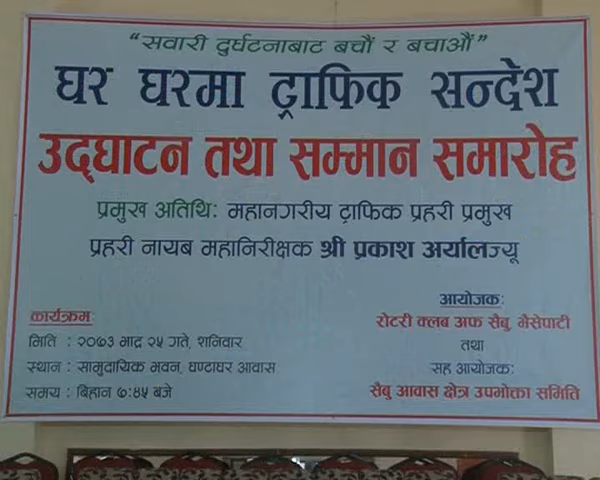 “सवारी दुर्घटनाबाट बचौं र बचाऔं”
घर घरमा ट्राफिक सन्देश
उद्घाटन तथा सम्मान समारोह
प्रमुख अतिथि: महानगरीय ट्राफिक प्रहरी प्रमुख
प्रहरी नायब महानिरीक्षक श्री प्रकाश अर्यालज्यू
कार्यक्रमः
मिति : २०७३ भाद्र २५ गते, शनिवार
स्थान : सामुदायिक भवन, घण्टाघर आवास
समय : बिहान ७:४५ बजे
आयोजकः
रोटरी क्लब अफ सैबु, भैसेपाटी
तथा
सह आयोजकः
सैबु आवास क्षेत्र उपभोक्ता समिति